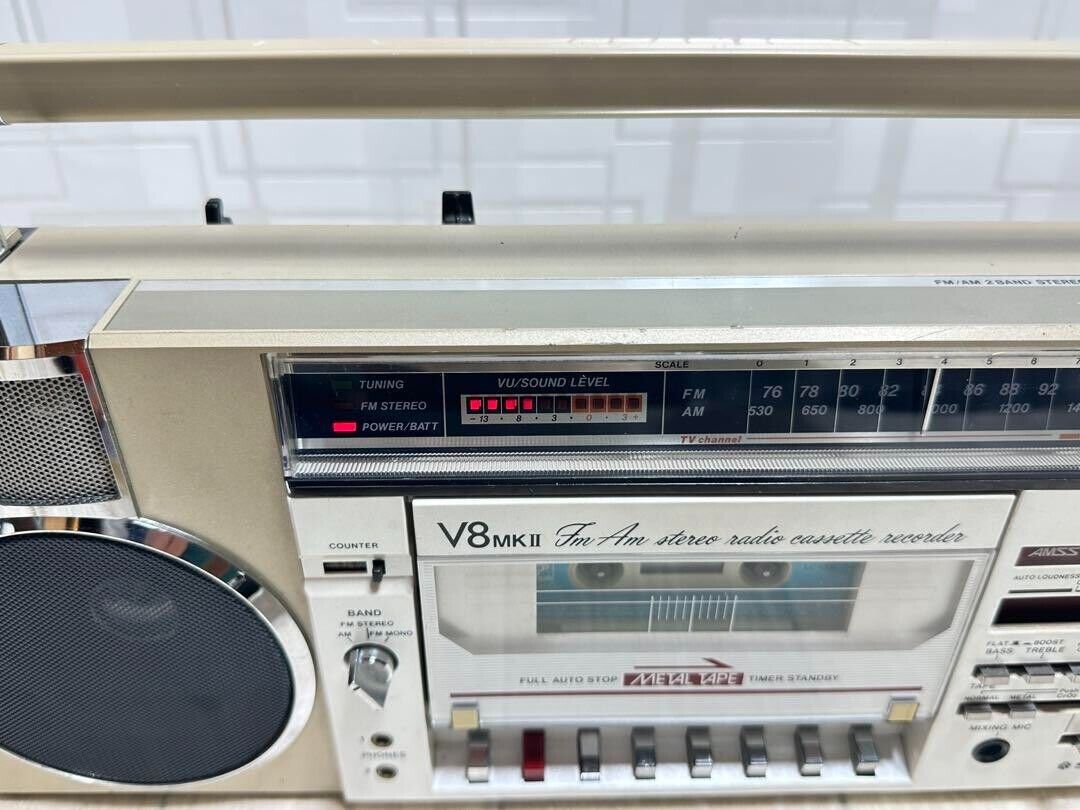 FM/AM 2 BAND STEREO
SCALE 0 1 2 3 4 5 6 7
TUNING
FM STEREO
POWER/BATT
VU/SOUND LEVEL
-13 · 8 · 3 · 0 · 3+
FM 76 78 80 82 86 88 92
AM 530 650 800 1200
TV channel
V8 MKII Fm Am stereo radio cassette recorder
COUNTER
BAND
FM STEREO
AM FM MONO
PHONES
FULL AUTO STOP METAL TAPE TIMER STANDBY
AMSS
AUTO LOUDNESS
FLAT BOOST
BASS TREBLE
TAPE
NORMAL METAL
MIXING MIC